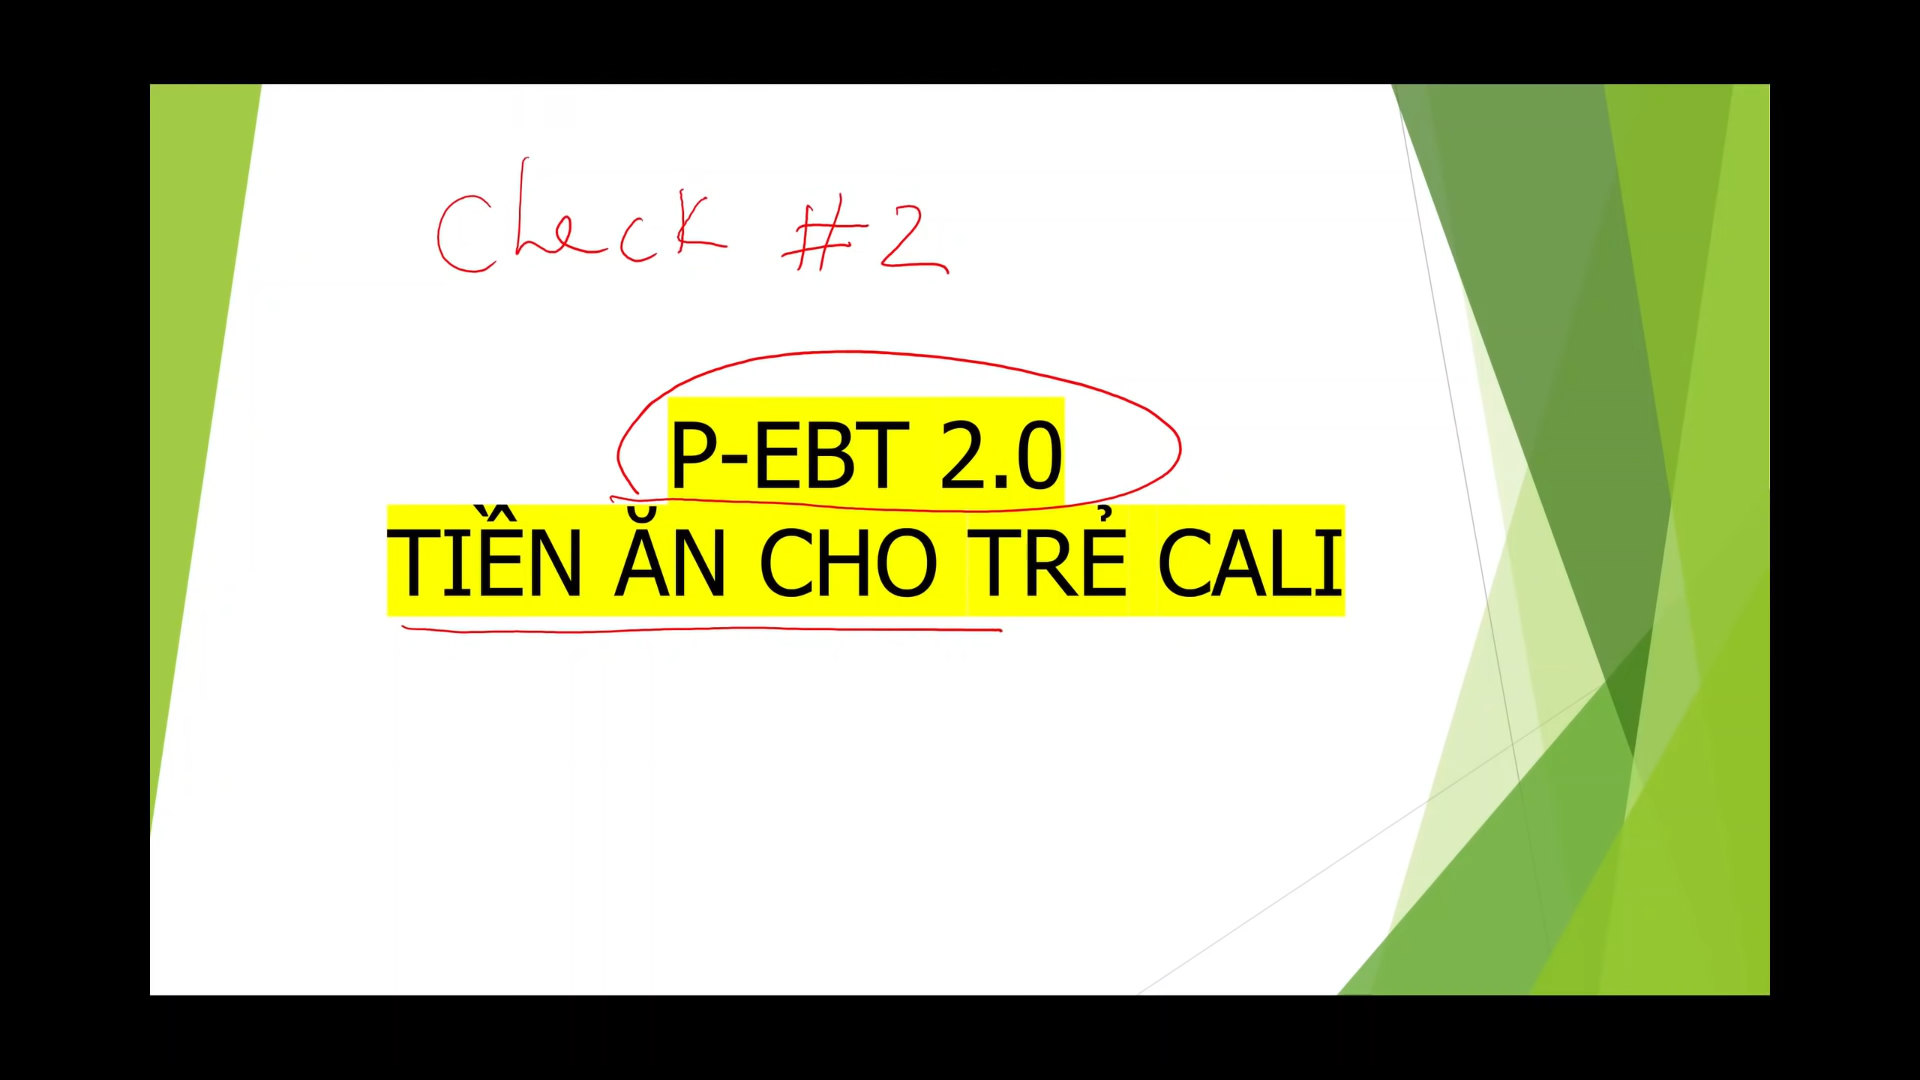 Check #2
P-EBT 2.0
TIỀN ĂN CHO TRẺ CALI